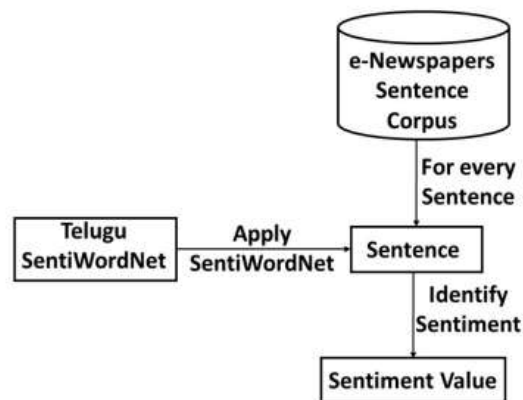 e-Newspapers
Sentence
Corpus
For every
Sentence
Telugu
SentiWordNet
Apply
SentiWordNet
Sentence
Identify
Sentiment
Sentiment Value